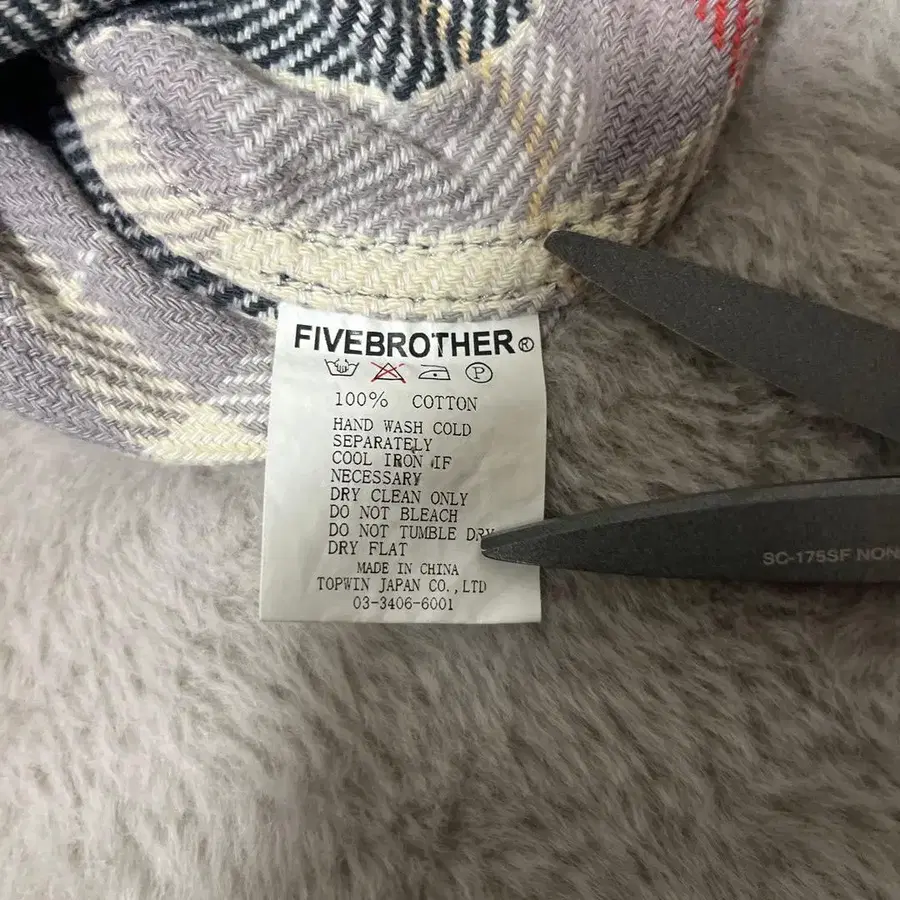 FIVEBROTHER®
P
100% COTTON
HAND WASH COLD
SEPARATELY
COOL IRON IF
NECESSARY
DRY CLEAN ONLY
DO NOT BLEACH
DO NOT TUMBLE DRY
DRY FLAT
MADE IN CHINA
TOPWIN JAPAN CO.,LTD
03-3406-6001
SC-175SF NON